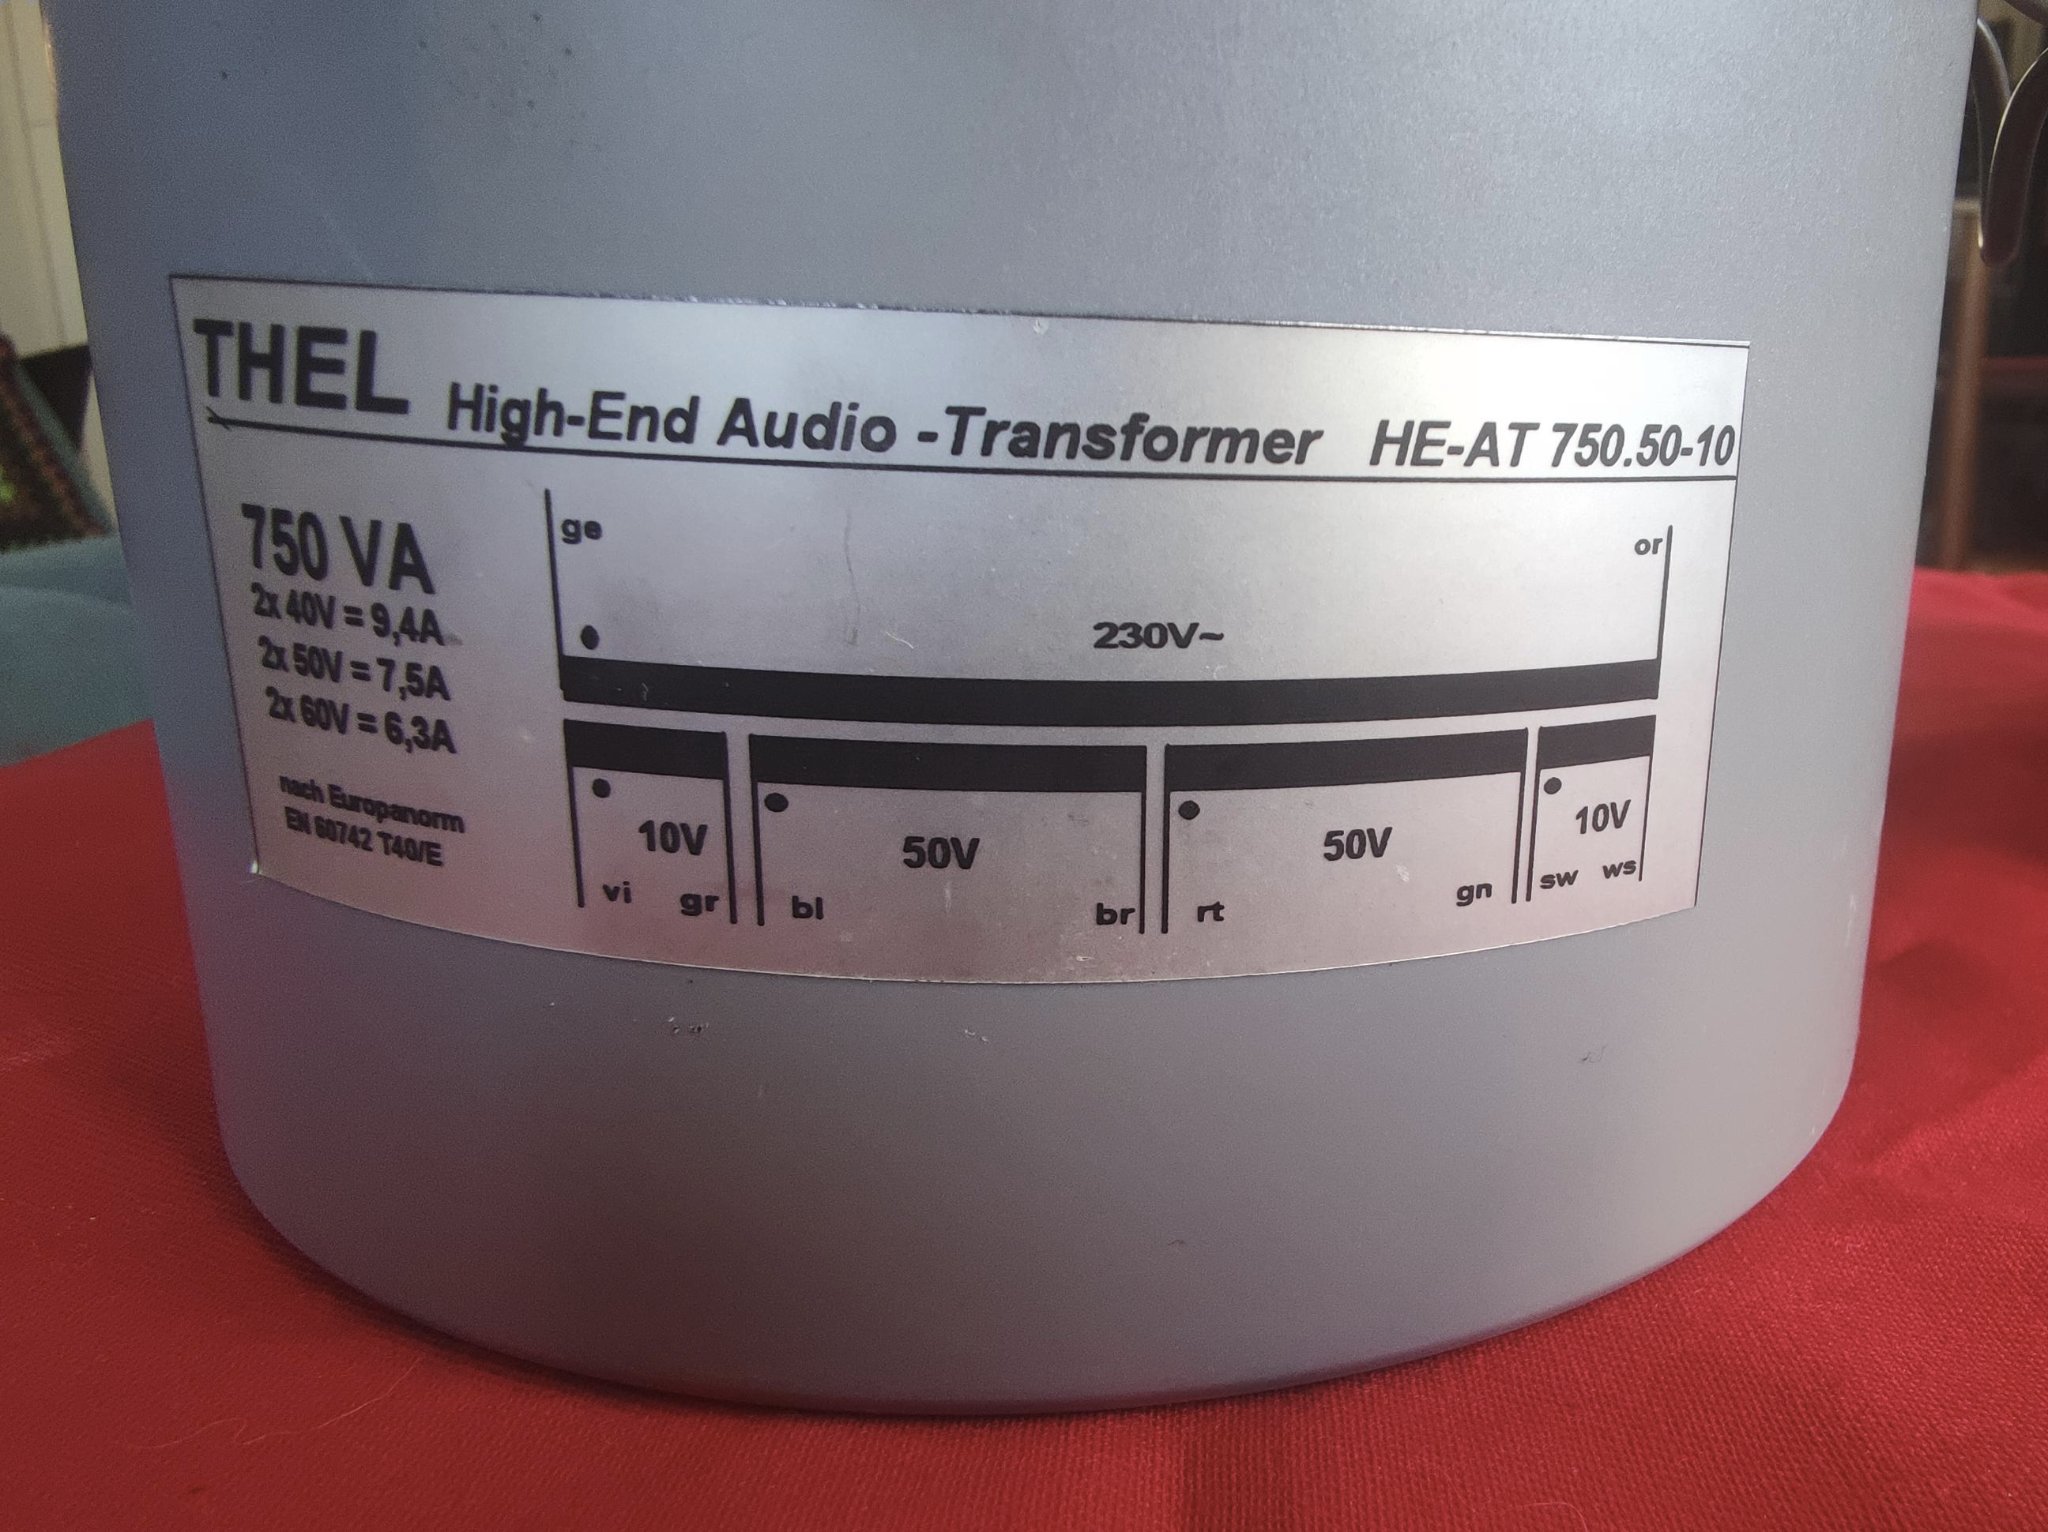 THEL High-End Audio -Transformer HE-AT 750.50-10
750 VA
2x 40V = 9,4A
2x 50V = 7,5A
2x 60V = 6,3A
nach Europanorm
EN 60742 T40/E
ge or
230V~
10V 50V 50V 10V
vi gr bl br rt gn sw ws